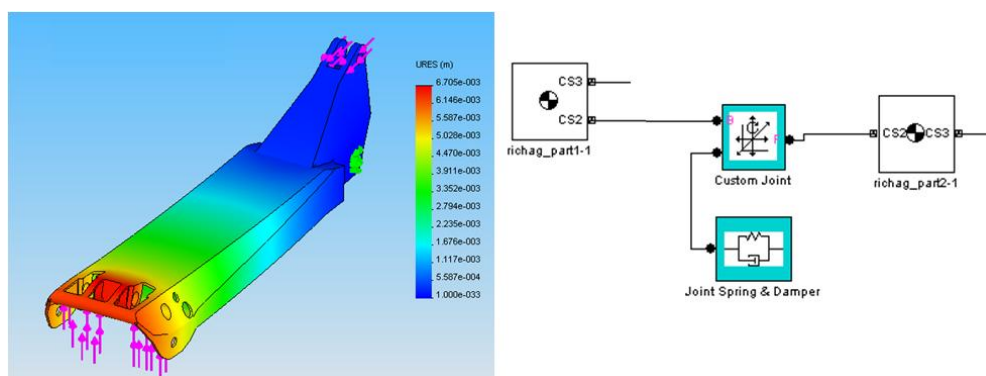 URES (m)
6.705e-003
6.146e-003
5.587e-003
5.028e-003
4.470e-003
3.911e-003
3.352e-003
2.794e-003
2.235e-003
1.676e-003
1.117e-003
5.587e-004
1.000e-033
CS3
CS2
richag_part1-1
B
F
Custom Joint
Joint Spring & Damper
CS2 CS3
richag_part2-1